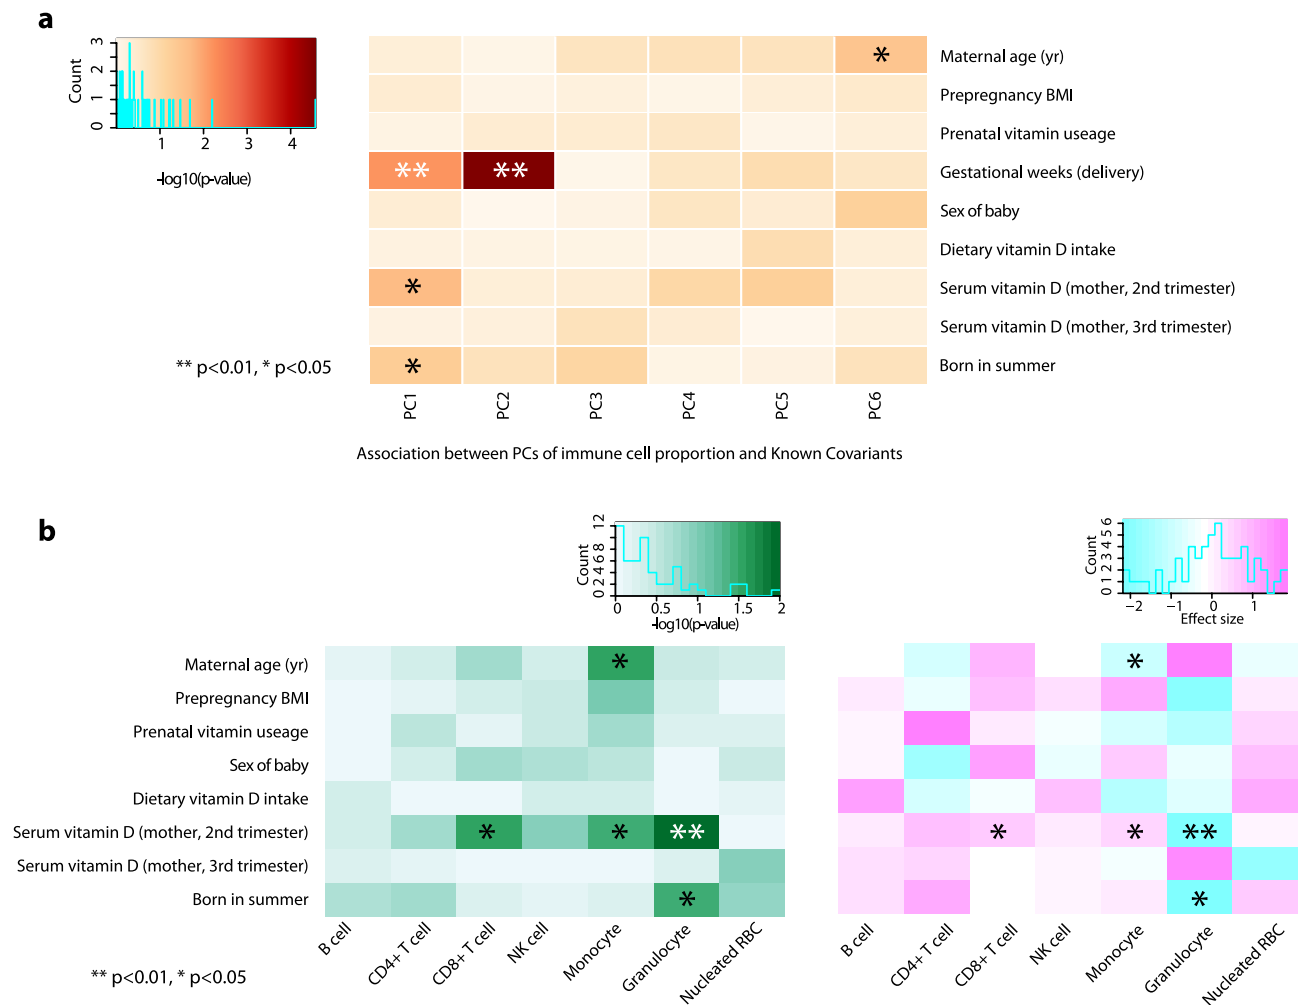 a
3
2
1
0
Count
1 2 3 4
-log10(p-value)
* Maternal age (yr)
Prepregnancy BMI
Prenatal vitamin useage
** ** Gestational weeks (delivery)
Sex of baby
Dietary vitamin D intake
* Serum vitamin D (mother, 2nd trimester)
Serum vitamin D (mother, 3rd trimester)
** p<0.01, * p<0.05
* Born in summer
PC1 PC2 PC3 PC4 PC5 PC6
Association between PCs of immune cell proportion and Known Covariants
b
Count
0 2 4 6 8 12
0 0.5 1 1.5 2
-log10(p-value)
Count
0 1 2 3 4 5 6
−2 −1 0 1
Effect size
Maternal age (yr) * *
Prepregnancy BMI
Prenatal vitamin useage
Sex of baby
Dietary vitamin D intake
Serum vitamin D (mother, 2nd trimester) * * ** * * **
Serum vitamin D (mother, 3rd trimester)
Born in summer * *
B cell CD4+ T cell CD8+ T cell NK cell Monocyte Granulocyte Nucleated RBC
B cell CD4+ T cell CD8+ T cell NK cell Monocyte Granulocyte Nucleated RBC
** p<0.01, * p<0.05